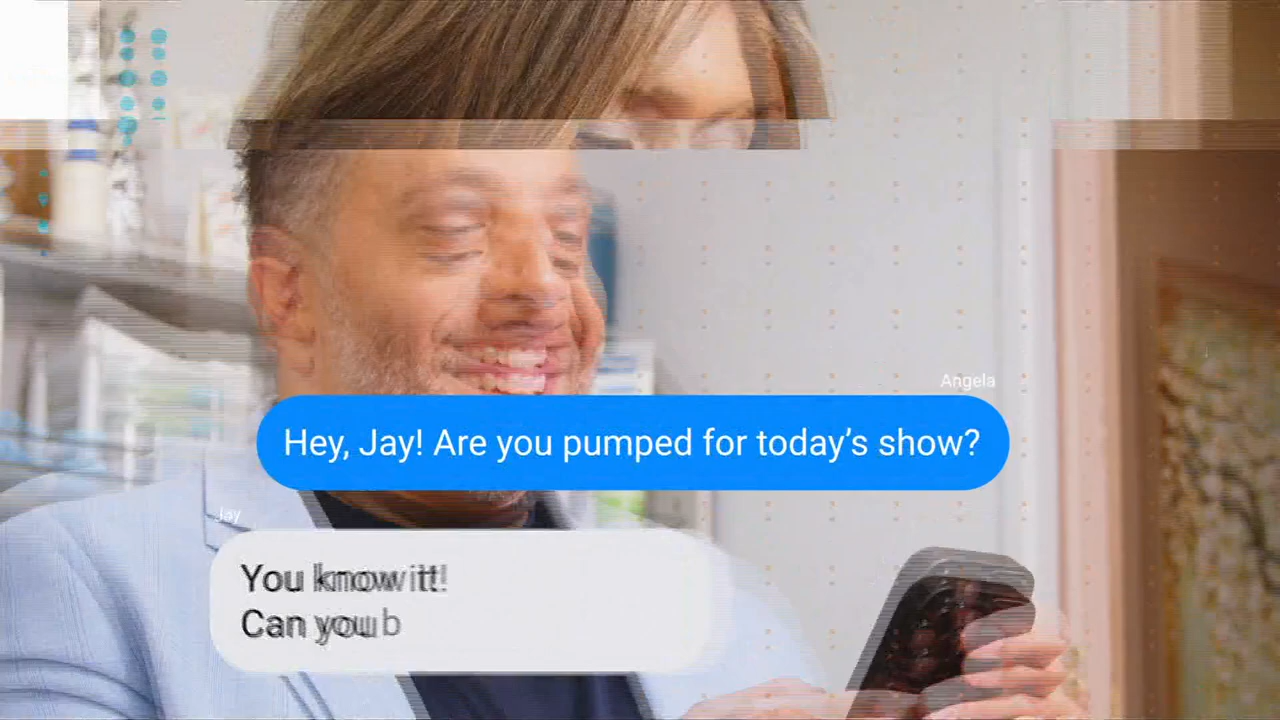 Angela
Hey, Jay! Are you pumped for today’s show?
Jay
You know it!
Can you b